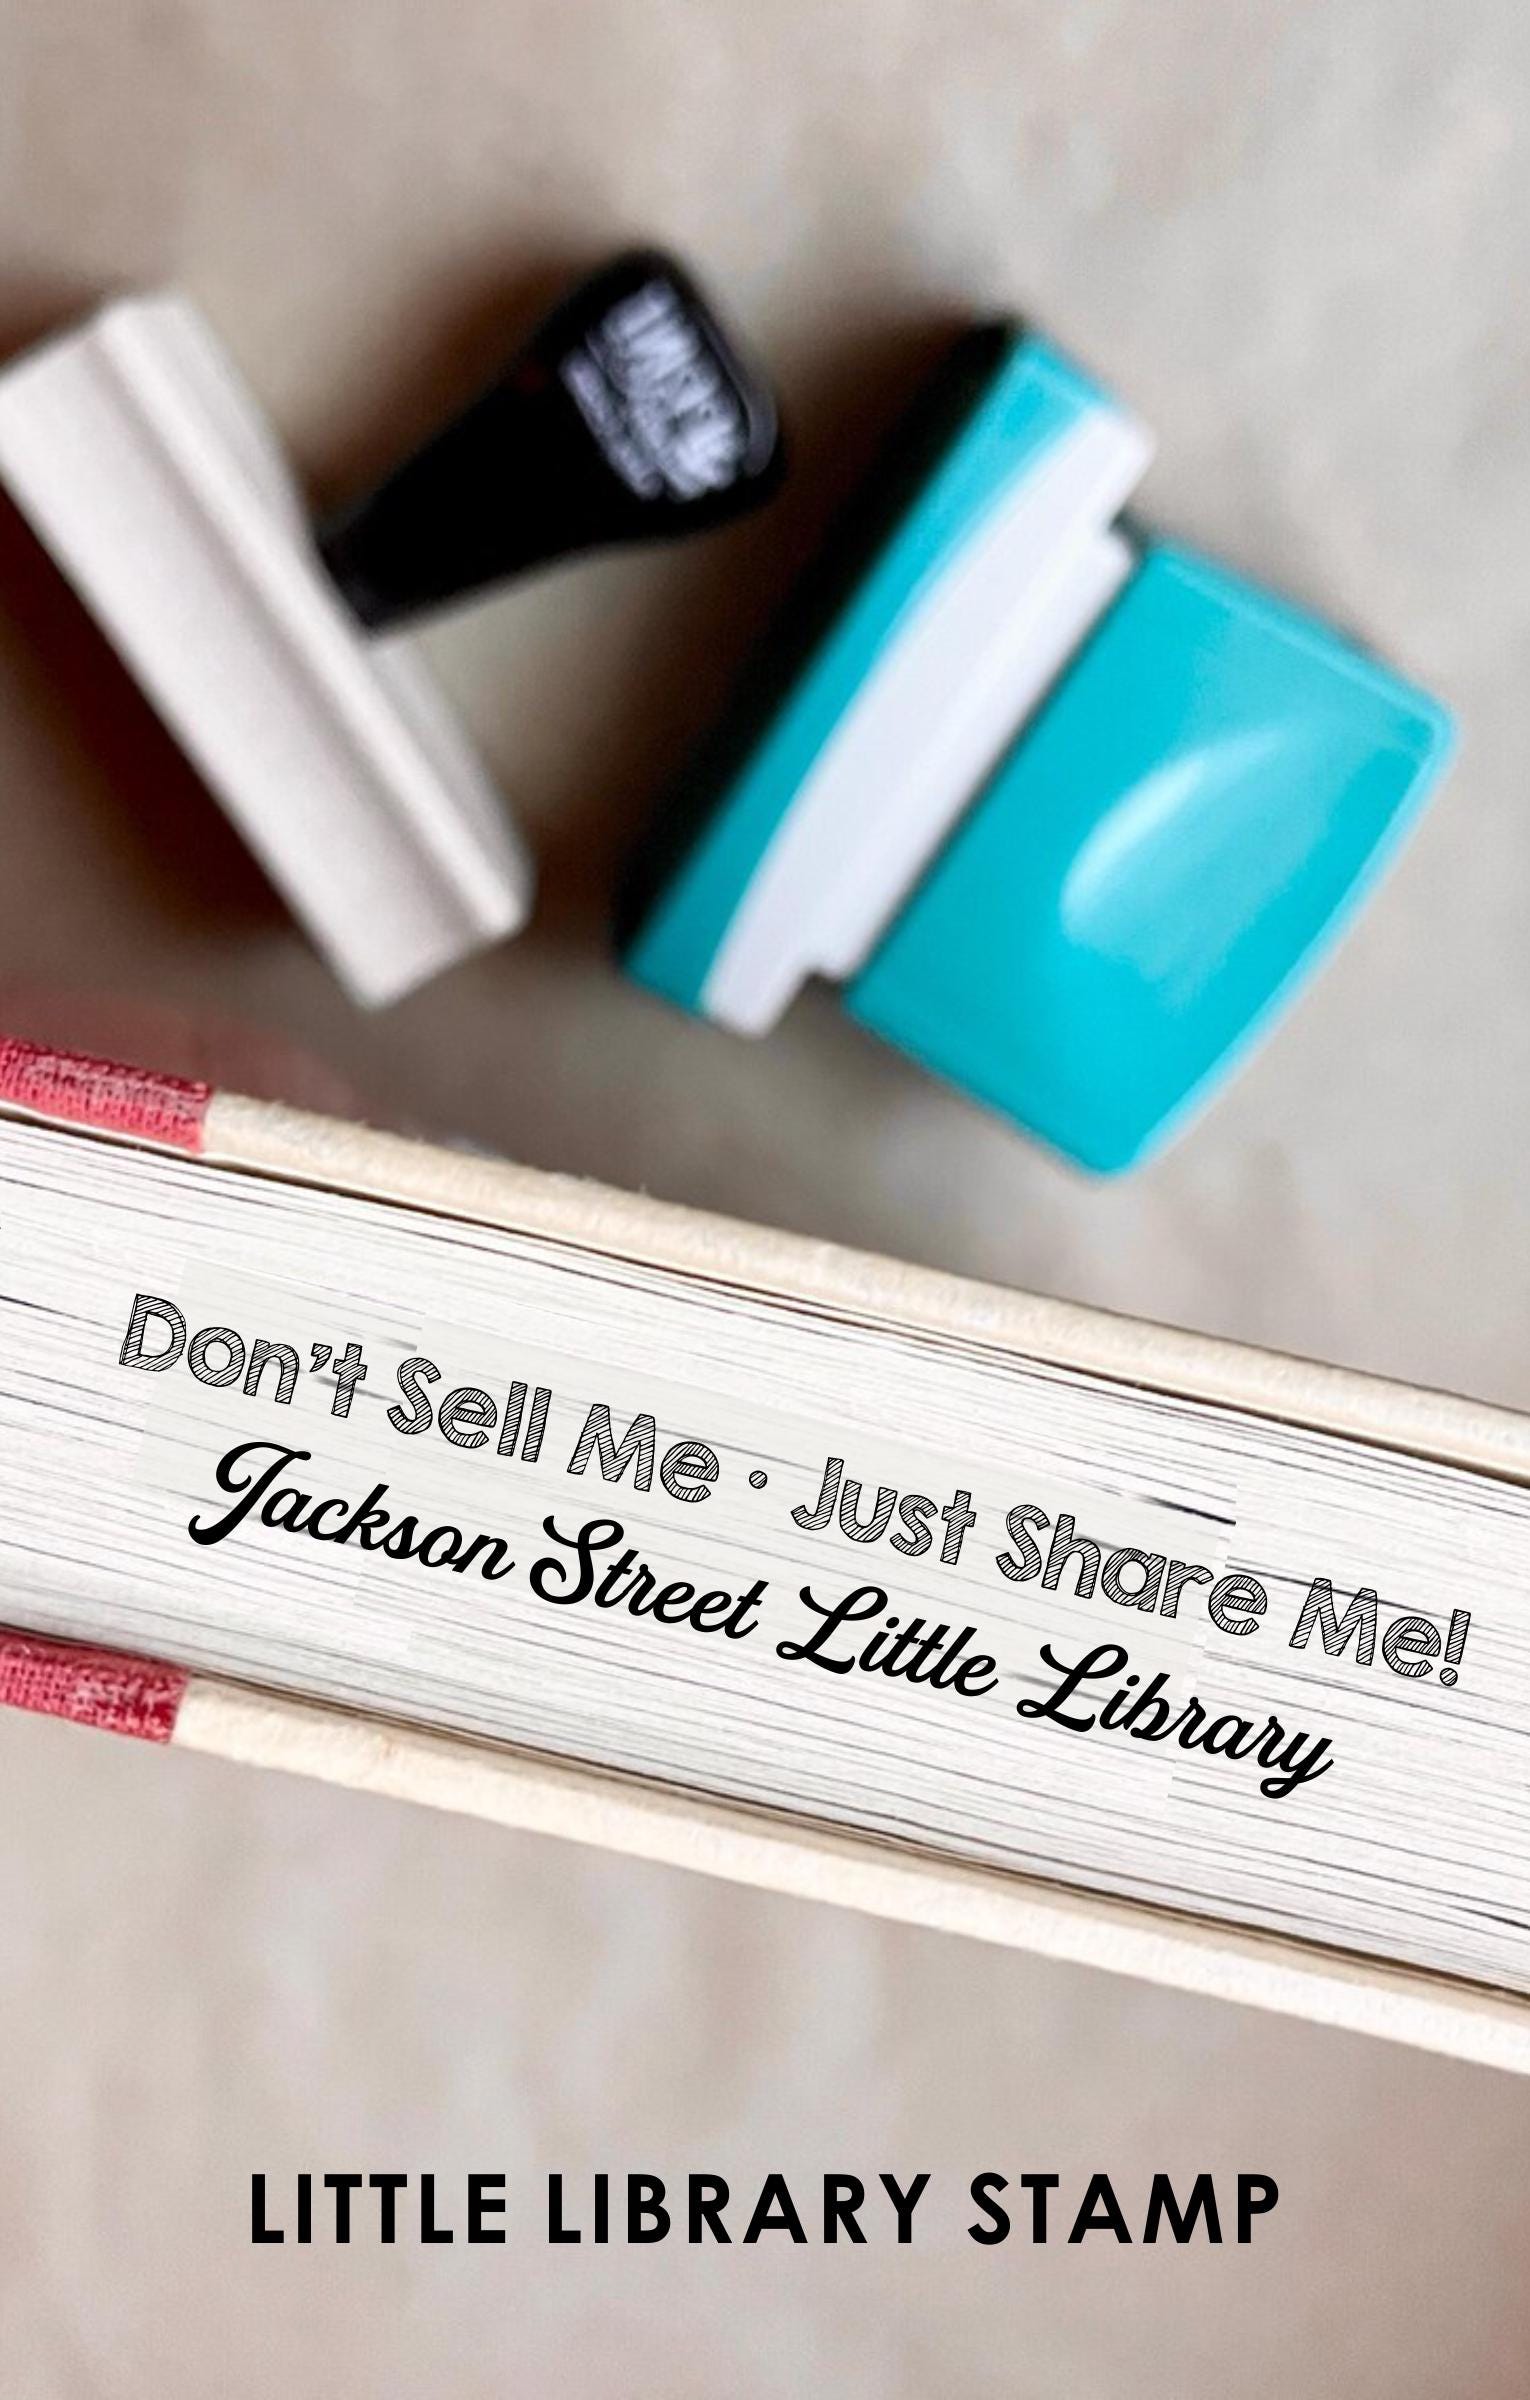 Don't Sell Me • Just Share Me!
Jackson Street Little Library
LITTLE LIBRARY STAMP